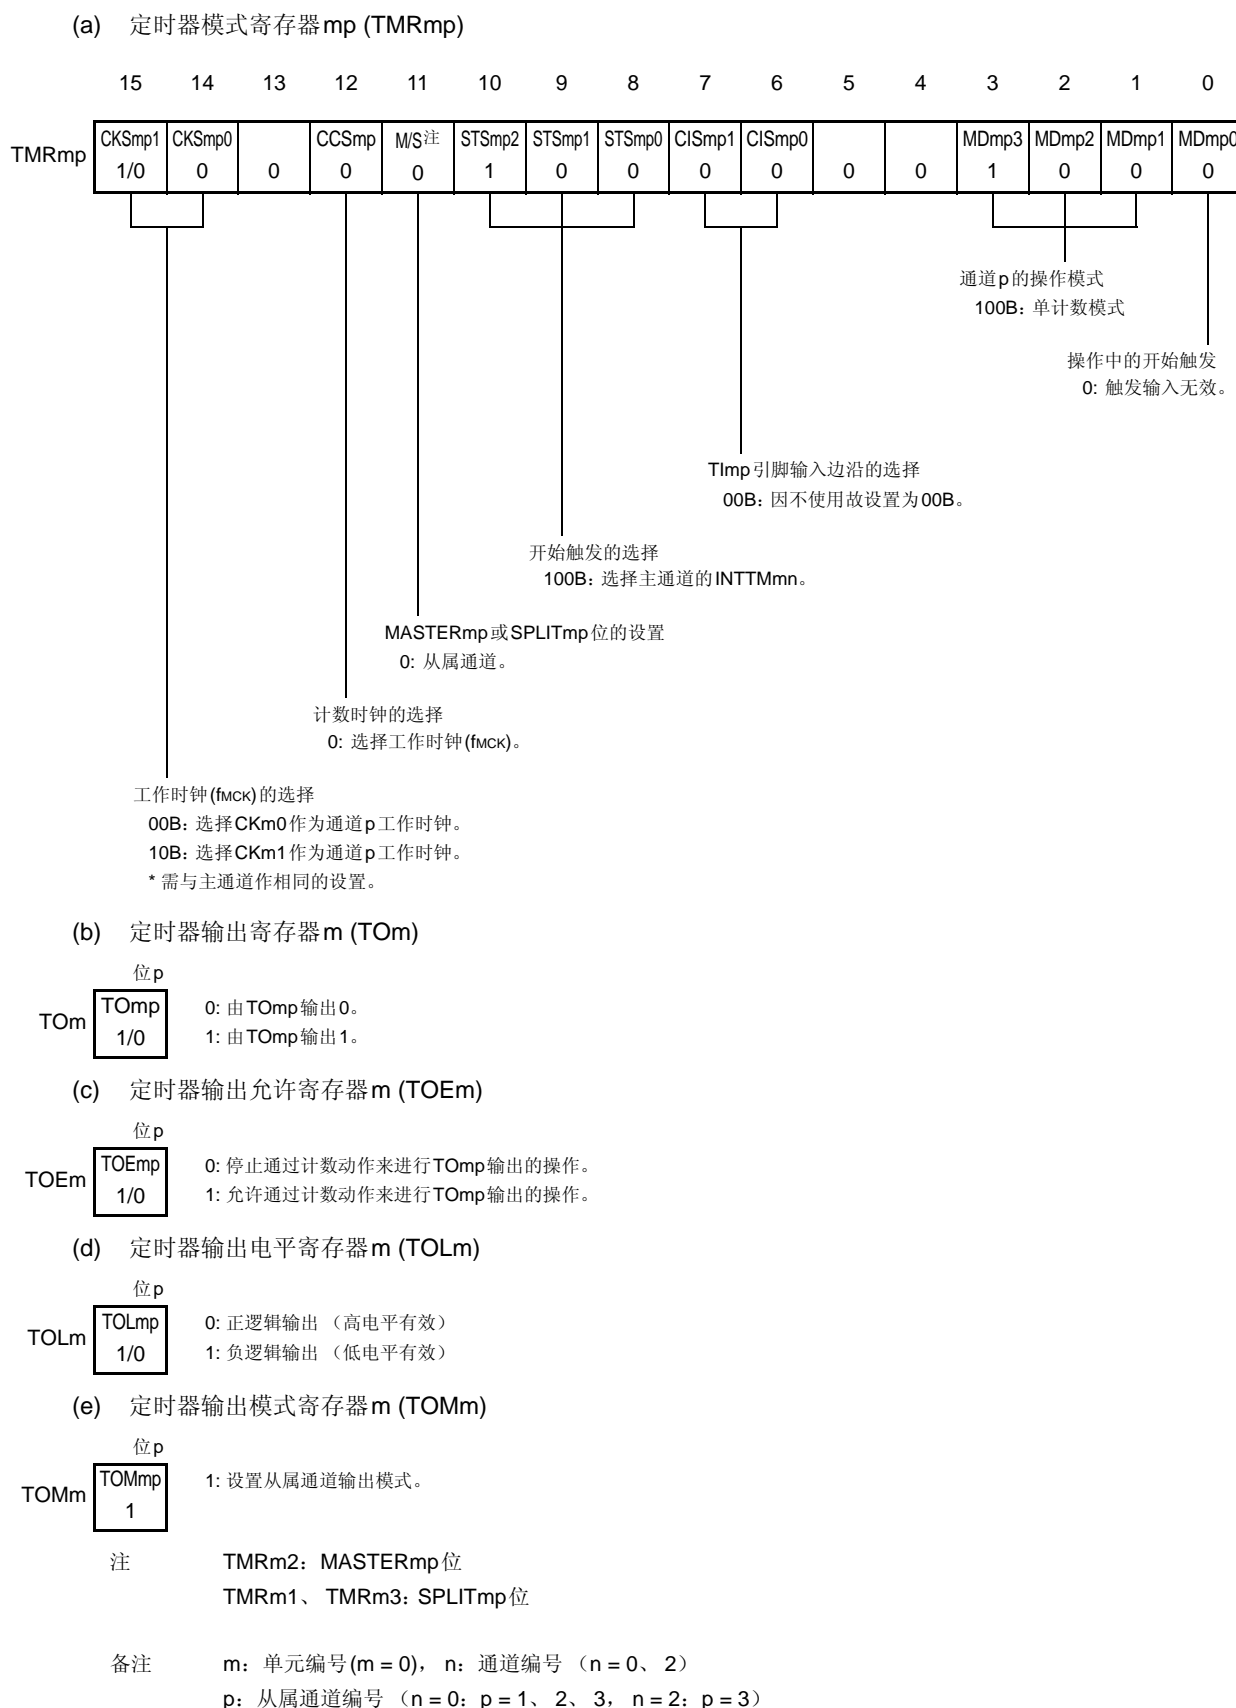 (a) 定时器模式寄存器mp (TMRmp)
15 14 13 12 11 10 9 8 7 6 5 4 3 2 1 0
TMRmp
CKSmp1 CKSmp0 CCSmp M/S注 STSmp2 STSmp1 STSmp0 CISmp1 CISmp0 MDmp3 MDmp2 MDmp1 MDmp0
1/0 0 0 0 0 1 0 0 0 0 0 0 1 0 0 0
通道p的操作模式
100B: 单计数模式
操作中的开始触发
0: 触发输入无效。
TImp引脚输入边沿的选择
00B: 因不使用故设置为00B。
开始触发的选择
100B: 选择主通道的INTTMmn。
MASTERmp或SPLITmp位的设置
0: 从属通道。
计数时钟的选择
0: 选择工作时钟(fMCK)。
工作时钟(fMCK)的选择
00B: 选择CKm0作为通道p工作时钟。
10B: 选择CKm1作为通道p工作时钟。
* 需与主通道作相同的设置。
(b) 定时器输出寄存器m (TOm)
位p
TOm
TOmp
1/0
0: 由TOmp输出0。
1: 由TOmp输出1。
(c) 定时器输出允许寄存器m (TOEm)
位p
TOEm
TOEmp
1/0
0: 停止通过计数动作来进行TOmp输出的操作。
1: 允许通过计数动作来进行TOmp输出的操作。
(d) 定时器输出电平寄存器m (TOLm)
位p
TOLm
TOLmp
1/0
0: 正逻辑输出 （高电平有效）
1: 负逻辑输出 （低电平有效）
(e) 定时器输出模式寄存器m (TOMm)
位p
TOMm
TOMmp
1
1: 设置从属通道输出模式。
注 TMRm2: MASTERmp位
TMRm1、 TMRm3: SPLITmp位
备注 m: 单元编号(m = 0), n: 通道编号 （n = 0、 2）
p: 从属通道编号 （n = 0: p = 1、 2、 3, n = 2: p = 3）